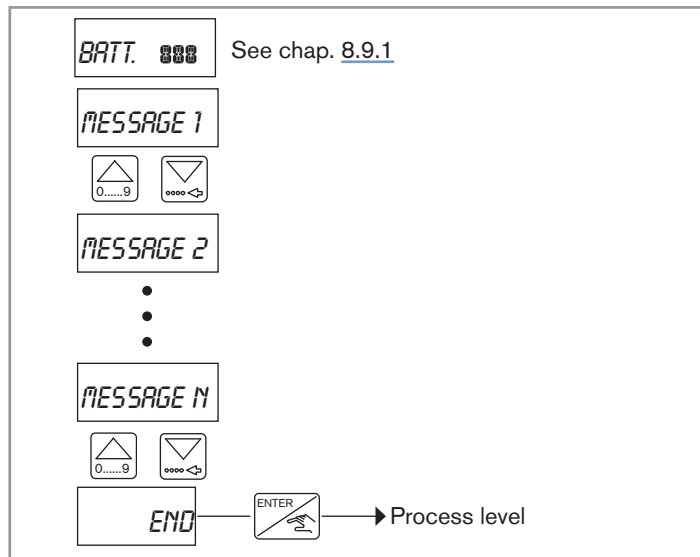 BATT. 888 See chap. 8.9.1
MESSAGE 1
0......9
MESSAGE 2
MESSAGE N
0......9
END ENTER Process level